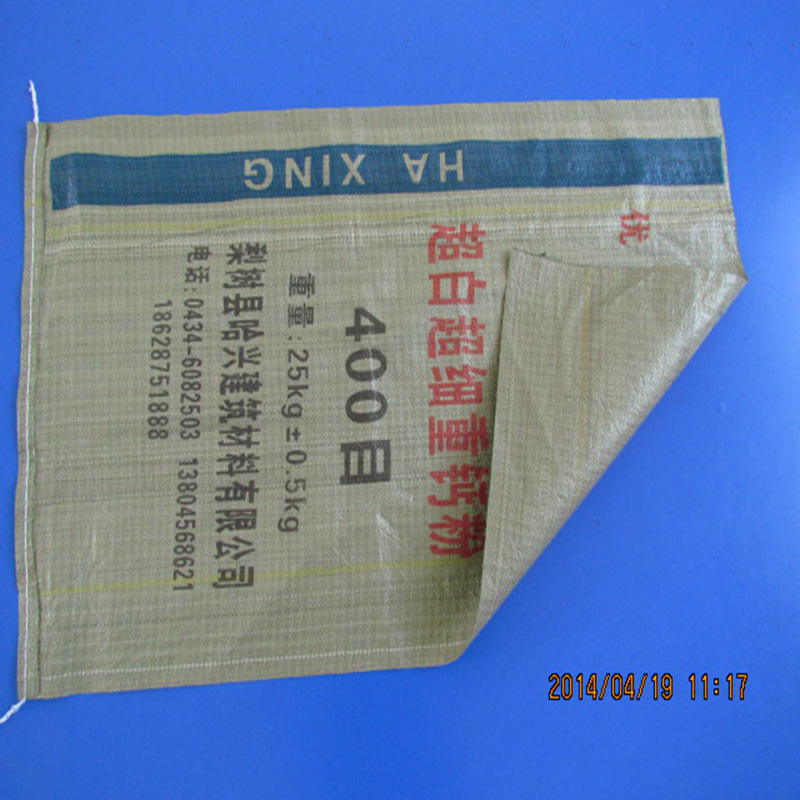 HA XING
优
超白超细重钙粉
400目
重量:25kg±0.5kg
梨树县哈兴建筑材料有限公司
电话:0434-6082503 13804568621
18628751888
2014/04/19 11:17